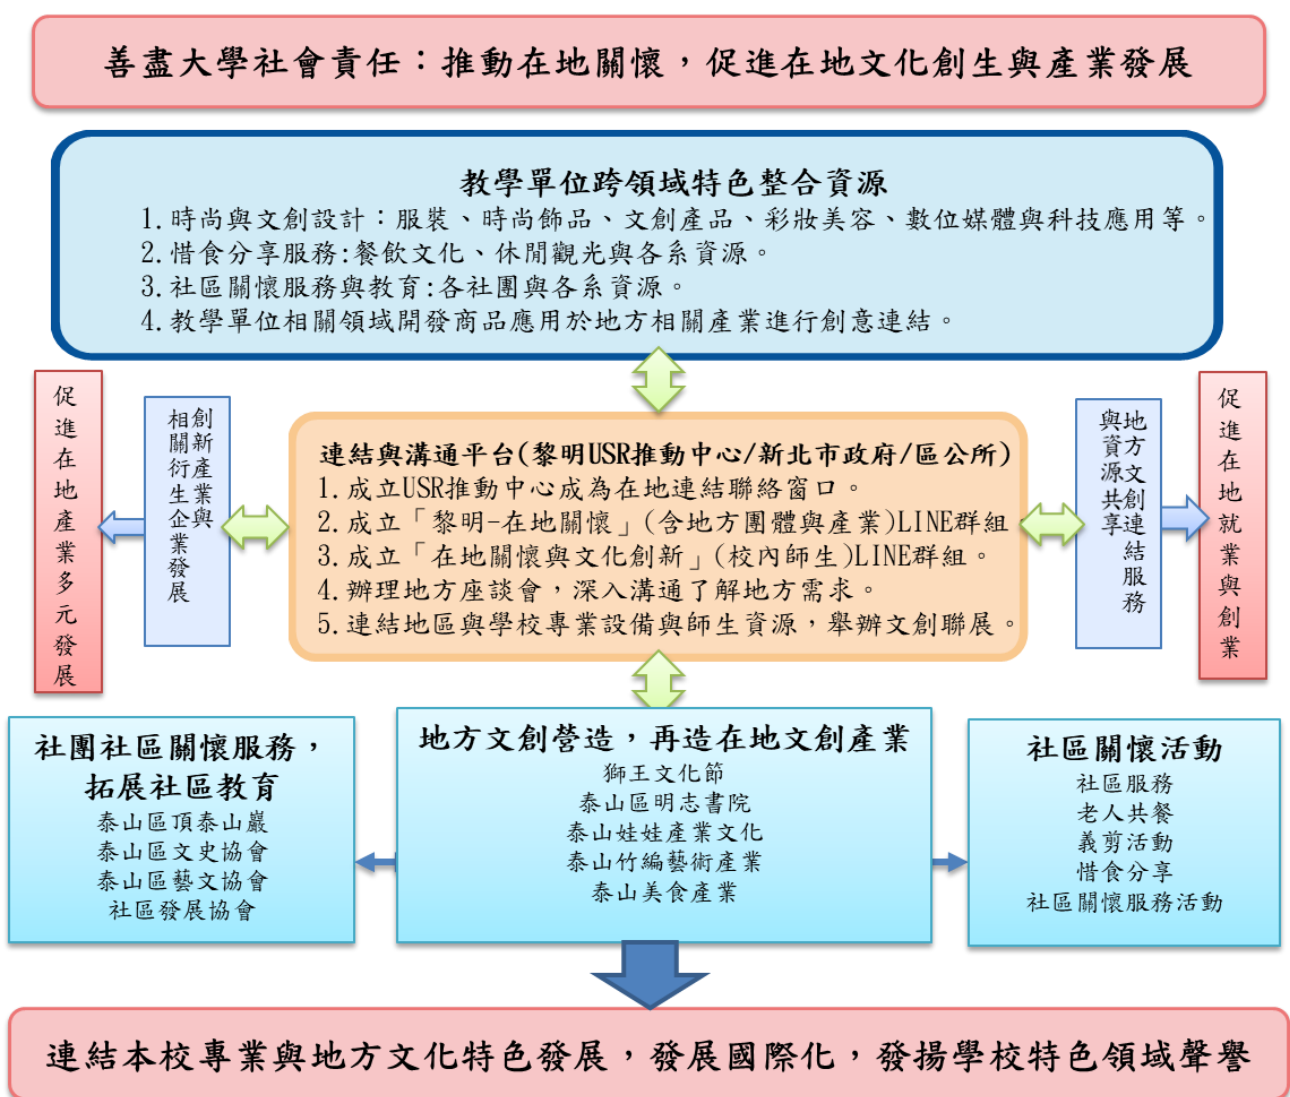 善盡大學社會責任：推動在地關懷，促進在地文化創生與產業發展
教學單位跨領域特色整合資源
1.時尚與文創設計：服裝、時尚飾品、文創產品、彩妝美容、數位媒體與科技應用等。
2.惜食分享服務:餐飲文化、休閒觀光與各系資源。
3.社區關懷服務與教育:各社團與各系資源。
4.教學單位相關領域開發商品應用於地方相關產業進行創意連結。
促進在地產業多元發展
創新產業與
相關衍生企業發展
連結與溝通平台(黎明USR推動中心/新北市政府/區公所)
1.成立USR推動中心成為在地連結聯絡窗口。
2.成立「黎明-在地關懷」(含地方團體與產業)LINE群組
3.成立「在地關懷與文化創新」(校內師生)LINE群組。
4.辦理地方座談會，深入溝通了解地方需求。
5.連結地區與學校專業設備與師生資源，舉辦文創聯展。
地方文創連結服務
與資源共享
促進在地就業與創業
社團社區關懷服務，
拓展社區教育
泰山區頂泰山巖
泰山區文史協會
泰山區藝文協會
社區發展協會
地方文創營造，再造在地文創產業
獅王文化節
泰山區明志書院
泰山娃娃產業文化
泰山竹編藝術產業
泰山美食產業
社區關懷活動
社區服務
老人共餐
義剪活動
惜食分享
社區關懷服務活動
連結本校專業與地方文化特色發展，發展國際化，發揚學校特色領域聲譽